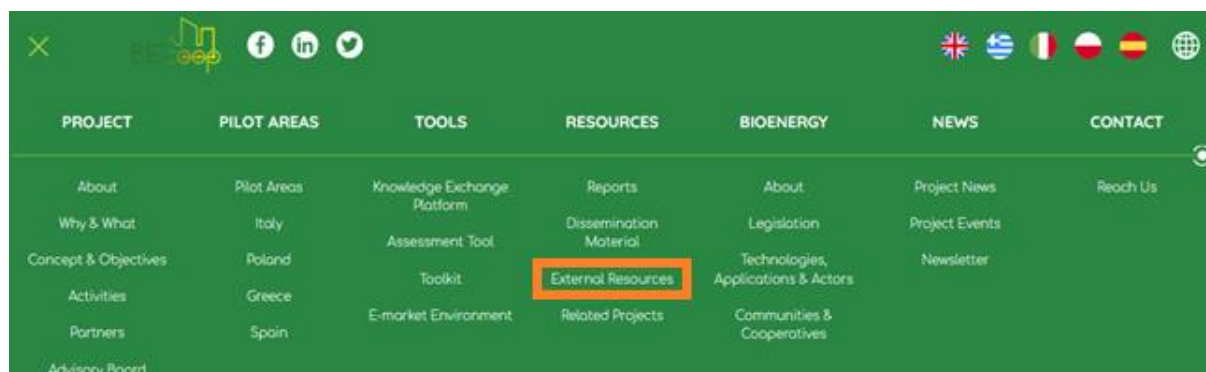 BECoop
PROJECT
PILOT AREAS
TOOLS
RESOURCES
BIOENERGY
NEWS
CONTACT
About
Why & What
Concept & Objectives
Activities
Partners
Advisory Board
Pilot Areas
Italy
Poland
Greece
Spain
Knowledge Exchange
Platform
Assessment Tool
Toolkit
E-market Environment
Reports
Dissemination
Material
External Resources
Related Projects
About
Legislation
Technologies,
Applications & Actors
Communities &
Cooperatives
Project News
Project Events
Newsletter
Reach Us